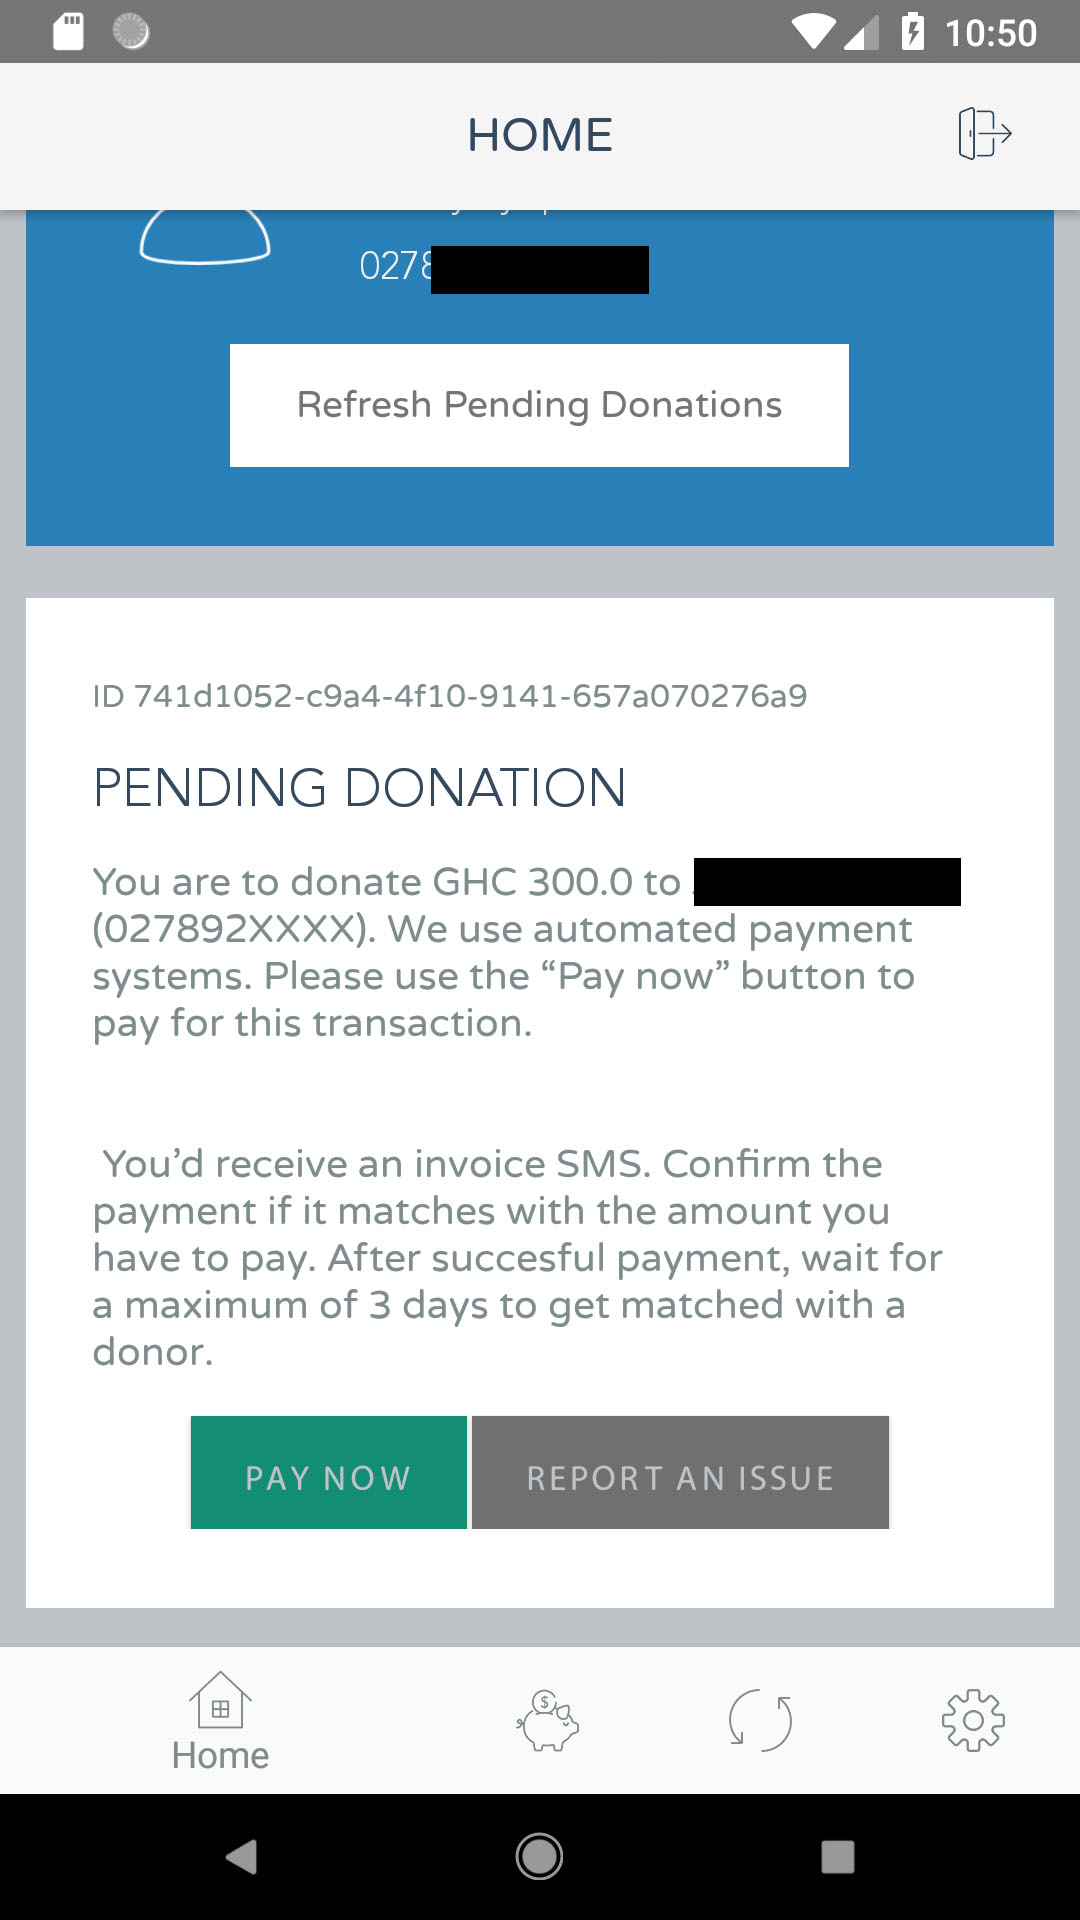 10:50
HOME
0278
Refresh Pending Donations
ID 741d1052-c9a4-4f10-9141-657a070276a9
PENDING DONATION
You are to donate GHC 300.0 to
(027892XXXX). We use automated payment
systems. Please use the “Pay now” button to
pay for this transaction.
You’d receive an invoice SMS. Confirm the
payment if it matches with the amount you
have to pay. After succesful payment, wait for
a maximum of 3 days to get matched with a
donor.
PAY NOW
REPORT AN ISSUE
Home